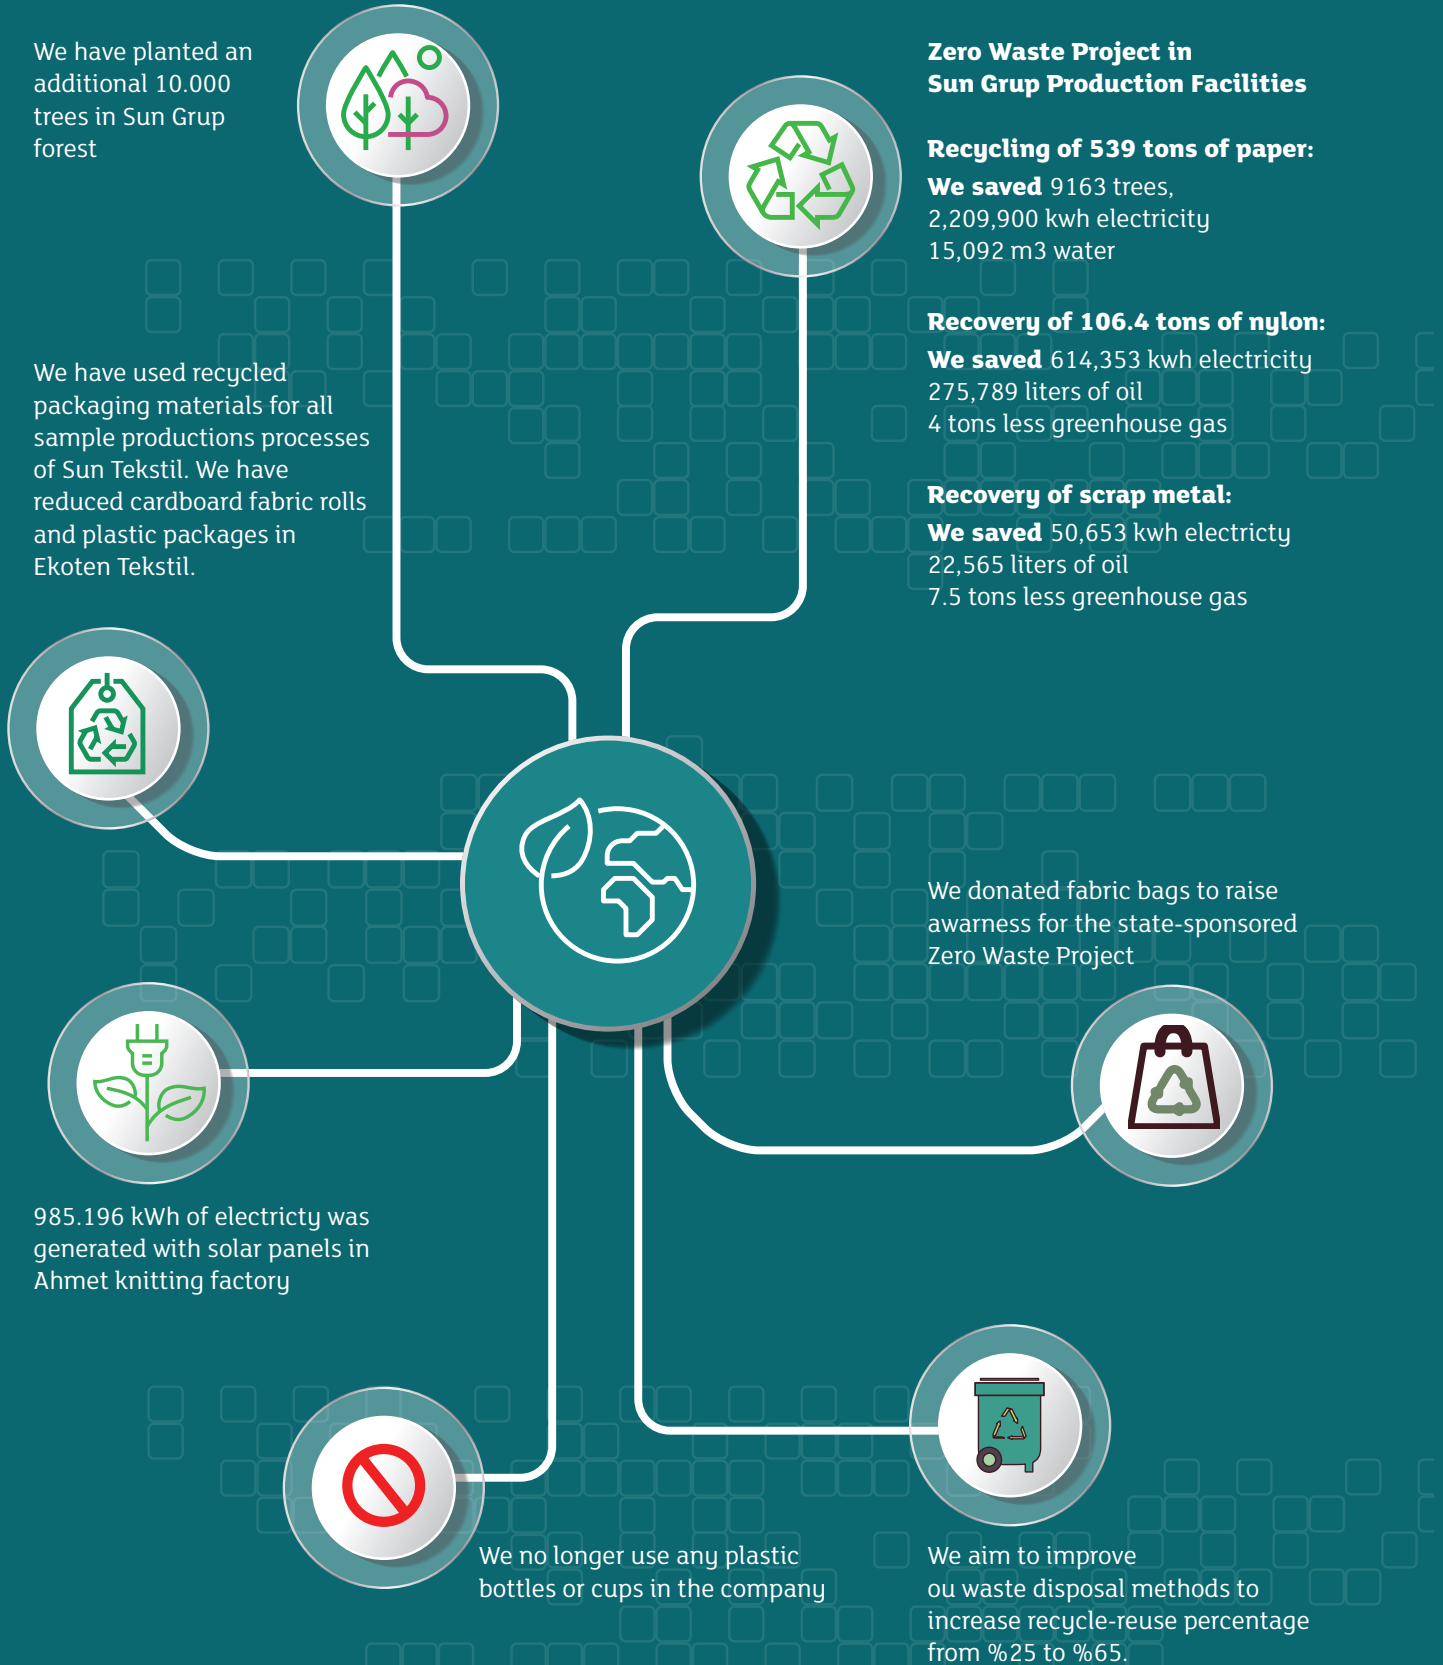 We have planted an
additional 10.000
trees in Sun Grup
forest
Zero Waste Project in
Sun Grup Production Facilities
Recycling of 539 tons of paper:
We saved 9163 trees,
2,209,900 kwh electricity
15,092 m3 water
Recovery of 106.4 tons of nylon:
We saved 614,353 kwh electricity
275,789 liters of oil
4 tons less greenhouse gas
Recovery of scrap metal:
We saved 50,653 kwh electricty
22,565 liters of oil
7.5 tons less greenhouse gas
We have used recycled
packaging materials for all
sample productions processes
of Sun Tekstil. We have
reduced cardboard fabric rolls
and plastic packages in
Ekoten Tekstil.
We donated fabric bags to raise
awarness for the state-sponsored
Zero Waste Project
985.196 kWh of electricty was
generated with solar panels in
Ahmet knitting factory
We no longer use any plastic
bottles or cups in the company
We aim to improve
ou waste disposal methods to
increase recycle-reuse percentage
from %25 to %65.